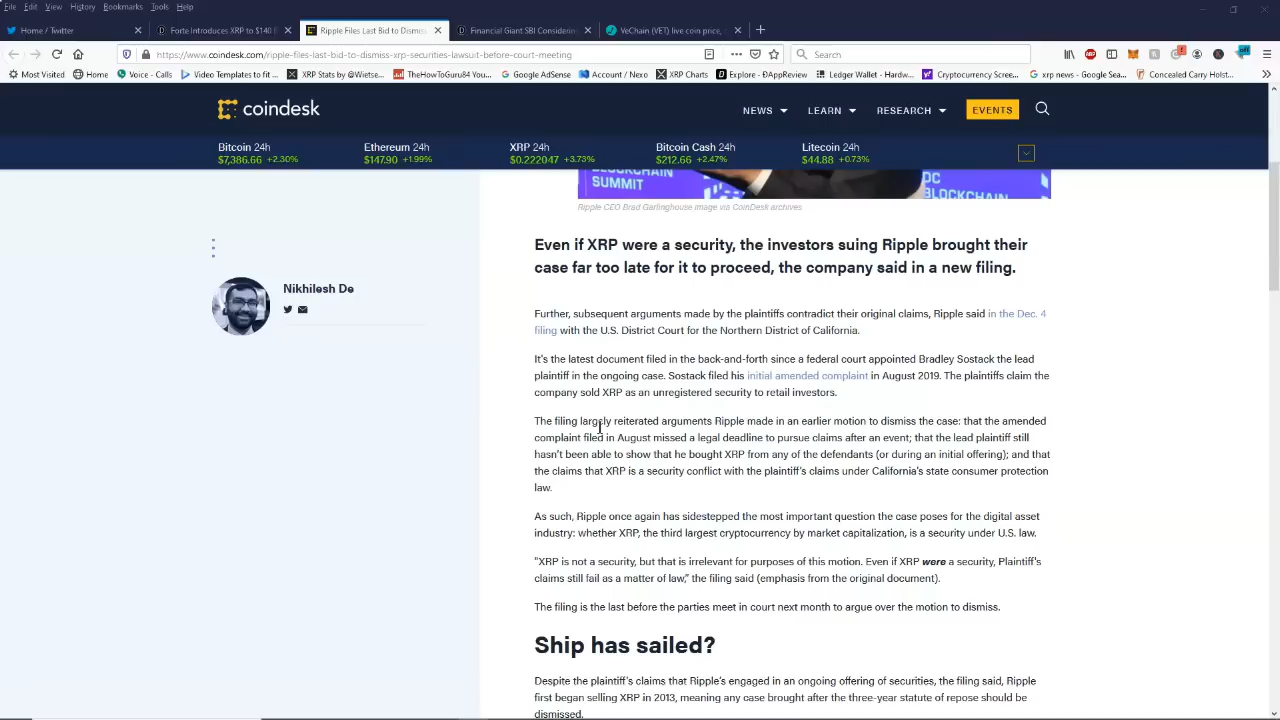 File Edit View History Bookmarks Tools Help
Home / Twitter
Forte Introduces XRP to $140 B
Ripple Files Last Bid to Dismiss
Financial Giant SBI Considering
VeChain (VET) live coin price,
https://www.coindesk.com/ripple-files-last-bid-to-dismiss-xrp-securities-lawsuit-before-court-meeting
Search
Most Visited Home Voice - Calls Video Templates to fit ... XRP Stats by @Wietse... TheHowToGuru84 You... Google AdSense Account / Nexo XRP Charts Explore - ÐAppReview Ledger Wallet - Hardw... Cryptocurrency Scree... xrp news - Google Sea... Concealed Carry Holst...
coindesk
NEWS LEARN RESEARCH EVENTS
Bitcoin 24h Ethereum 24h XRP 24h Bitcoin Cash 24h Litecoin 24h
$7,386.66 +2.30% $147.90 +1.99% $0.222047 +3.73% $212.66 +2.47% $44.88 +0.73%
SUMMIT
DC
BLOCKCHAIN
Ripple CEO Brad Garlinghouse image via CoinDesk archives
Nikhilesh De
Even if XRP were a security, the investors suing Ripple brought their
case far too late for it to proceed, the company said in a new filing.
Further, subsequent arguments made by the plaintiffs contradict their original claims, Ripple said in the Dec. 4
filing with the U.S. District Court for the Northern District of California.
It's the latest document filed in the back-and-forth since a federal court appointed Bradley Sostack the lead
plaintiff in the ongoing case. Sostack filed his initial amended complaint in August 2019. The plaintiffs claim the
company sold XRP as an unregistered security to retail investors.
The filing largely reiterated arguments Ripple made in an earlier motion to dismiss the case: that the amended
complaint filed in August missed a legal deadline to pursue claims after an event; that the lead plaintiff still
hasn't been able to show that he bought XRP from any of the defendants (or during an initial offering); and that
the claims that XRP is a security conflict with the plaintiff's claims under California's state consumer protection
law.
As such, Ripple once again has sidestepped the most important question the case poses for the digital asset
industry: whether XRP, the third largest cryptocurrency by market capitalization, is a security under U.S. law.
"XRP is not a security, but that is irrelevant for purposes of this motion. Even if XRP were a security, Plaintiff's
claims still fail as a matter of law," the filing said (emphasis from the original document).
The filing is the last before the parties meet in court next month to argue over the motion to dismiss.
Ship has sailed?
Despite the plaintiff's claims that Ripple's engaged in an ongoing offering of securities, the filing said, Ripple
first began selling XRP in 2013, meaning any case brought after the three-year statute of repose should be
dismissed.